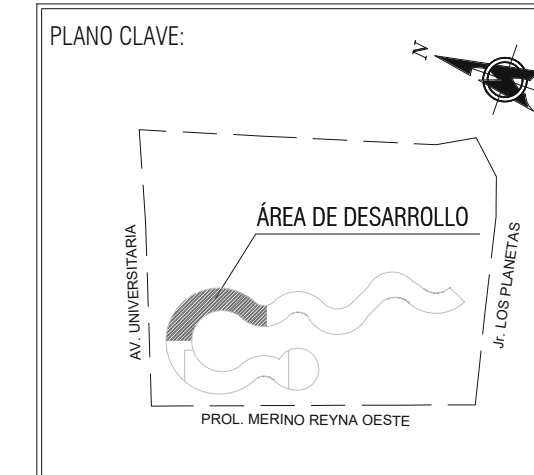 PLANO CLAVE:
N
ÁREA DE DESARROLLO
AV. UNIVERSITARIA
Jr. LOS PLANETAS
PROL. MERINO REYNA OESTE